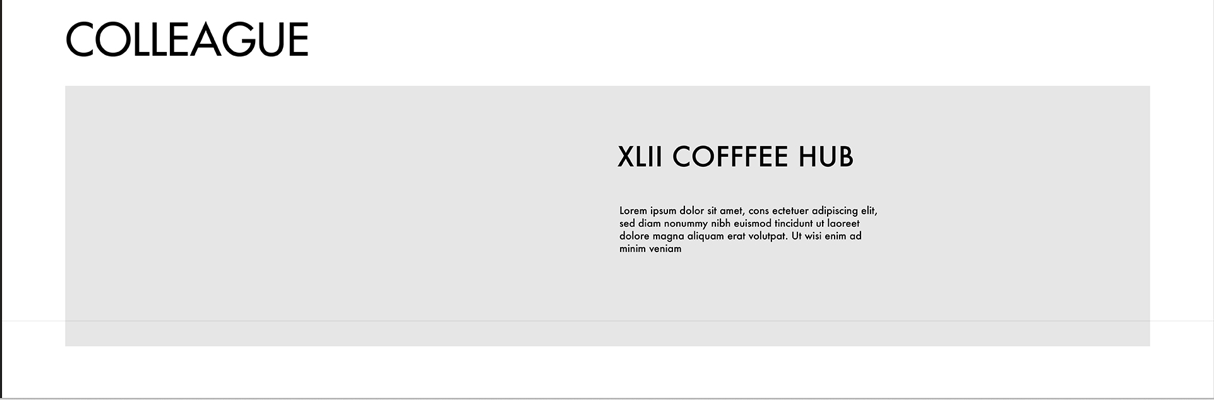 COLLEAGUE
XLII COFFFEE HUB
Lorem ipsum dolor sit amet, cons ectetuer adipiscing elit,
sed diam nonummy nibh euismod tincidunt ut laoreet
dolore magna aliquam erat volutpat. Ut wisi enim ad
minim veniam